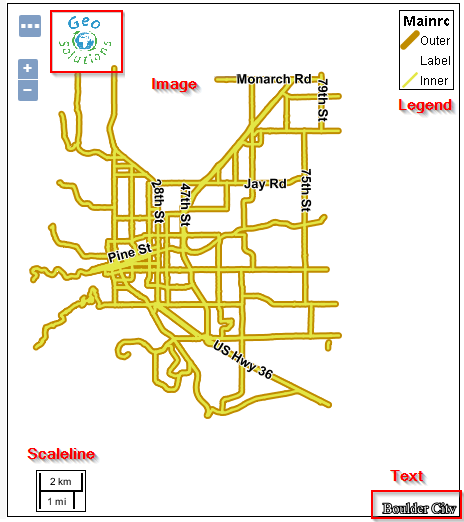 Geo
Solutions
Mainrc
Outer
Label
Inner
Legend
+
−
Image
Monarch Rd
79th St
Jay Rd
75th St
28th St
47th St
Pine St
US Hwy 36
Scaleline
2 km
1 mi
Text
Boulder City